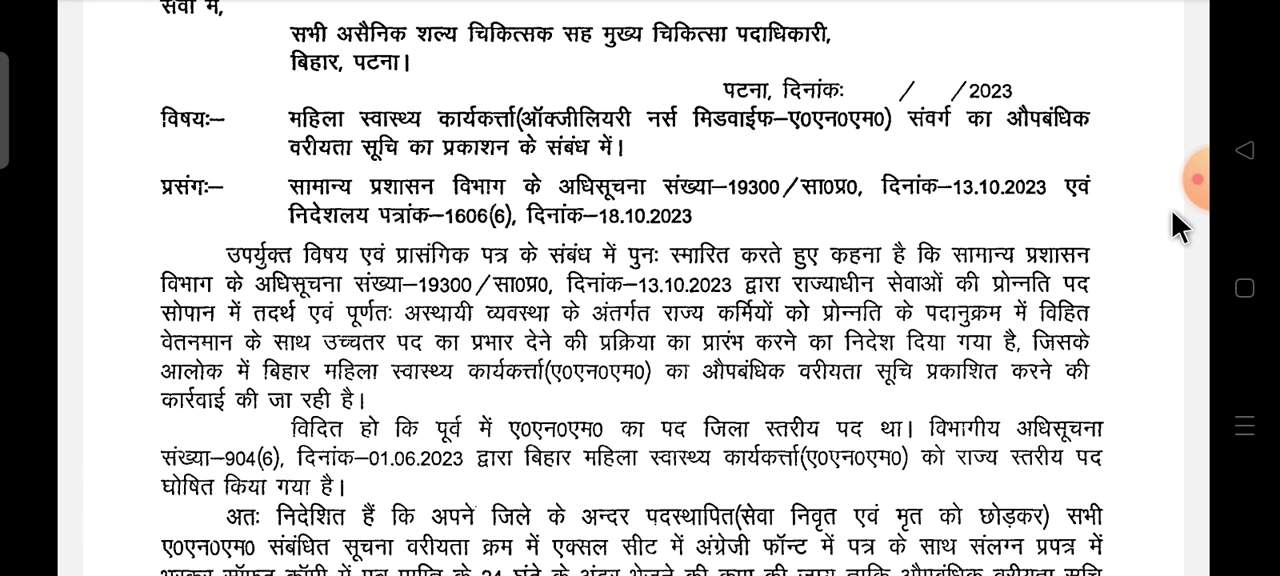 सेवा में,
सभी असैनिक शल्य चिकित्सक सह मुख्य चिकित्सा पदाधिकारी,
बिहार, पटना।
पटना, दिनांकः / /2023
विषयः– महिला स्वास्थ्य कार्यकर्त्ता(ऑक्जीलियरी नर्स मिडवाईफ–ए0एन0एम0) संवर्ग का औपबंधिक
वरीयता सूचि का प्रकाशन के संबंध में।
प्रसंगः– सामान्य प्रशासन विभाग के अधिसूचना संख्या–19300/सा0प्र0, दिनांक–13.10.2023 एवं
निदेशलय पत्रांक–1606(6), दिनांक–18.10.2023
उपर्युक्त विषय एवं प्रासंगिक पत्र के संबंध में पुनः स्मारित करते हुए कहना है कि सामान्य प्रशासन
विभाग के अधिसूचना संख्या–19300/सा0प्र0, दिनांक–13.10.2023 द्वारा राज्याधीन सेवाओं की प्रोन्नति पद
सोपान में तदर्थ एवं पूर्णतः अस्थायी व्यवस्था के अंतर्गत राज्य कर्मियों को प्रोन्नति के पदानुक्रम में विहित
वेतनमान के साथ उच्चतर पद का प्रभार देने की प्रक्रिया का प्रारंभ करने का निदेश दिया गया है, जिसके
आलोक में बिहार महिला स्वास्थ्य कार्यकर्त्ता(ए0एन0एम0) का औपबंधिक वरीयता सूचि प्रकाशित करने की
कार्रवाई की जा रही है।
विदित हो कि पूर्व में ए0एन0एम0 का पद जिला स्तरीय पद था। विभागीय अधिसूचना
संख्या–904(6), दिनांक–01.06.2023 द्वारा बिहार महिला स्वास्थ्य कार्यकर्त्ता(ए0एन0एम0) को राज्य स्तरीय पद
घोषित किया गया है।
अतः निदेशित हैं कि अपने जिले के अन्दर पदस्थापित(सेवा निवृत एवं मृत को छोड़कर) सभी
ए0एन0एम0 संबंधित सूचना वरीयता क्रम में एक्सल सीट में अंग्रेजी फॉन्ट में पत्र के साथ संलग्न प्रपत्र में